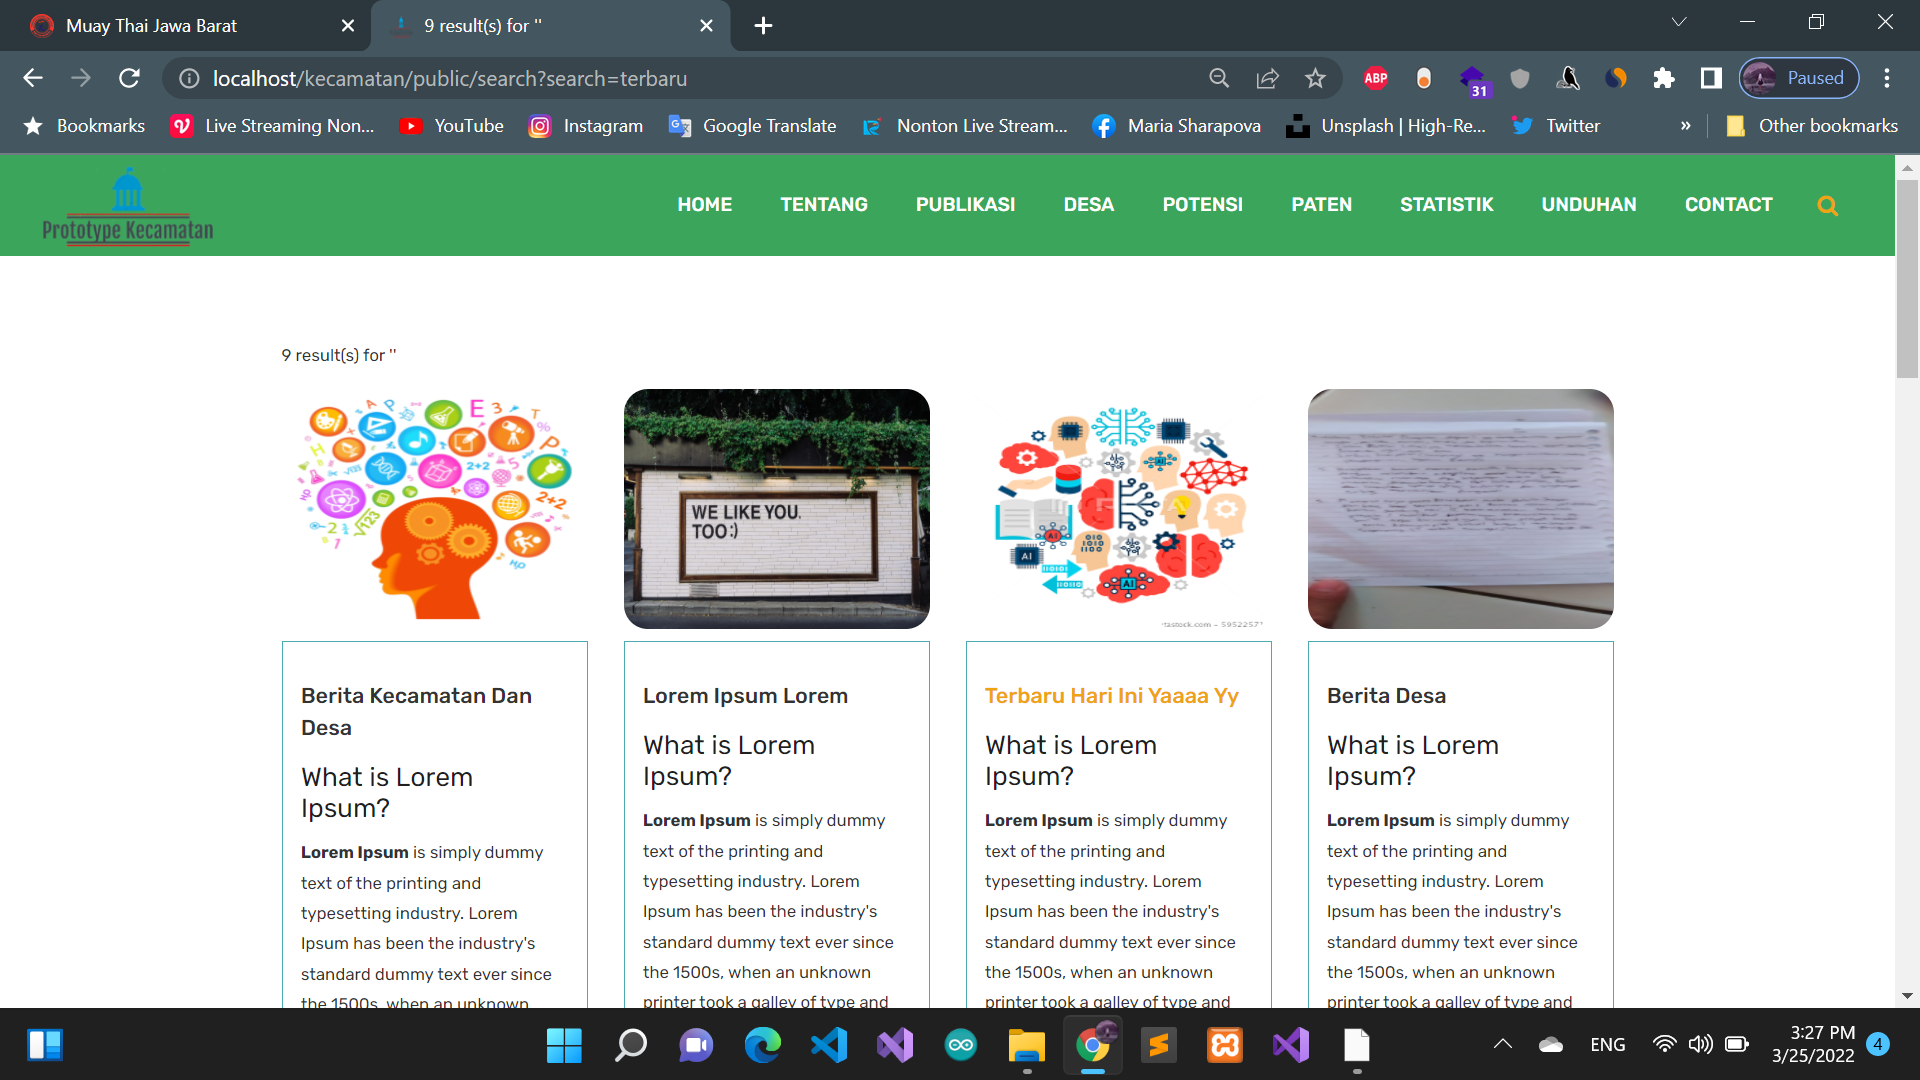 Muay Thai Jawa Barat
9 result(s) for ''
localhost/kecamatan/public/search?search=terbaru
ABP
31
Paused
Bookmarks
Live Streaming Non...
YouTube
Instagram
Google Translate
Nonton Live Stream...
Maria Sharapova
Unsplash | High-Re...
Twitter
»
Other bookmarks
Prototype Kecamatan
HOME
TENTANG
PUBLIKASI
DESA
POTENSI
PATEN
STATISTIK
UNDUHAN
CONTACT
9 result(s) for ''
WE LIKE YOU.
TOO:)
Berita Kecamatan Dan
Desa
What is Lorem
Ipsum?
Lorem Ipsum is simply dummy
text of the printing and
typesetting industry. Lorem
Ipsum has been the industry's
standard dummy text ever since
the 1500s, when an unknown
Lorem Ipsum Lorem
What is Lorem
Ipsum?
Lorem Ipsum is simply dummy
text of the printing and
typesetting industry. Lorem
Ipsum has been the industry's
standard dummy text ever since
the 1500s, when an unknown
printer took a galley of type and
Terbaru Hari Ini Yaaaa Yy
What is Lorem
Ipsum?
Lorem Ipsum is simply dummy
text of the printing and
typesetting industry. Lorem
Ipsum has been the industry's
standard dummy text ever since
the 1500s, when an unknown
printer took a galley of type and
Berita Desa
What is Lorem
Ipsum?
Lorem Ipsum is simply dummy
text of the printing and
typesetting industry. Lorem
Ipsum has been the industry's
standard dummy text ever since
the 1500s, when an unknown
printer took a galley of type and
ENG
3:27 PM
3/25/2022
4